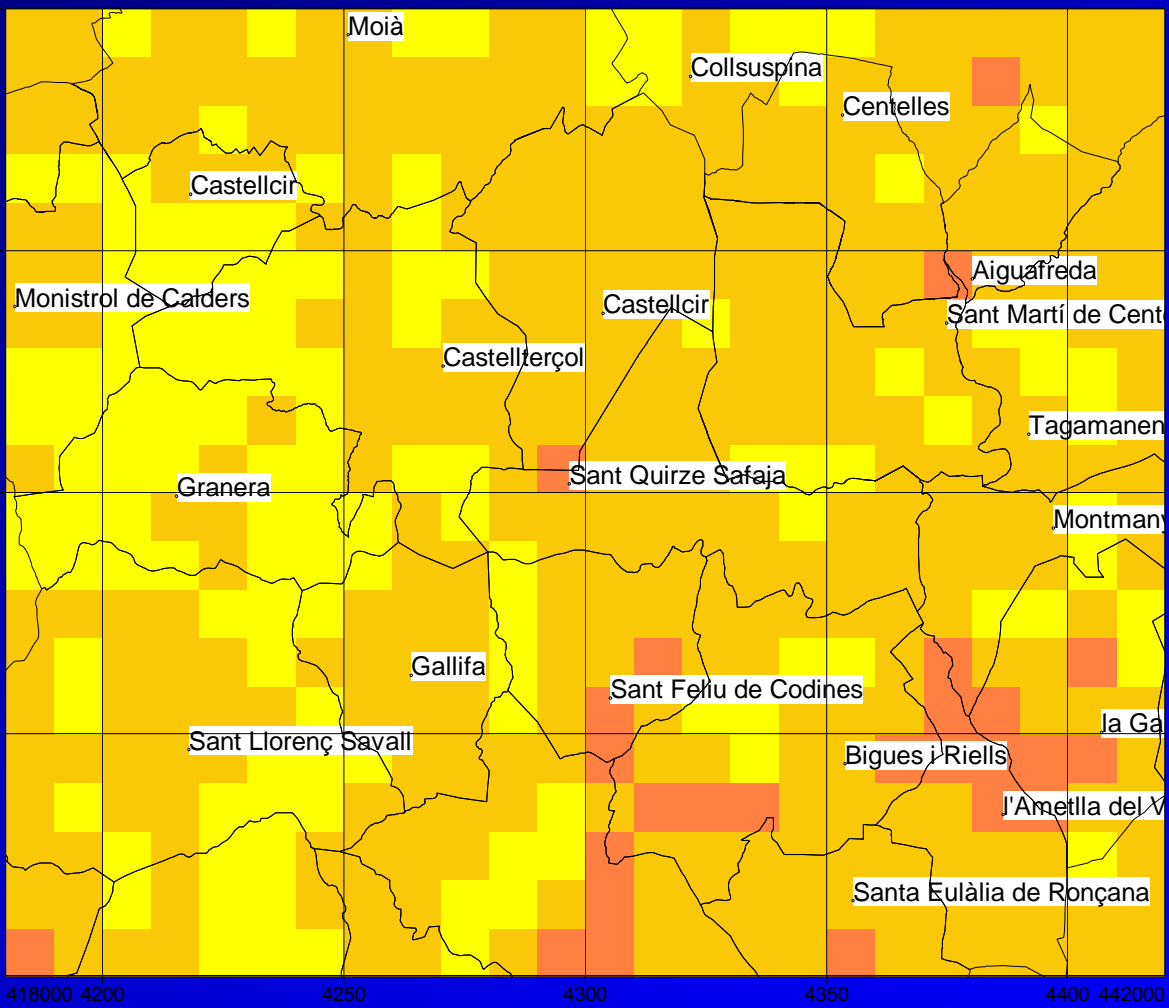 Moià
Collsuspina
Centelles
Castellcir
Aiguafreda
Monistrol de Calders
Castellcir
Sant Martí de Cente
Castellterçol
Tagamanen
Sant Quirze Safaja
Granera
Montmany
Gallifa
Sant Feliu de Codines
la Ga
Sant Llorenç Savall
Bigues i Riells
l'Ametlla del V
Santa Eulàlia de Ronçana
418000 4200 4250 4300 4350 4400 442000